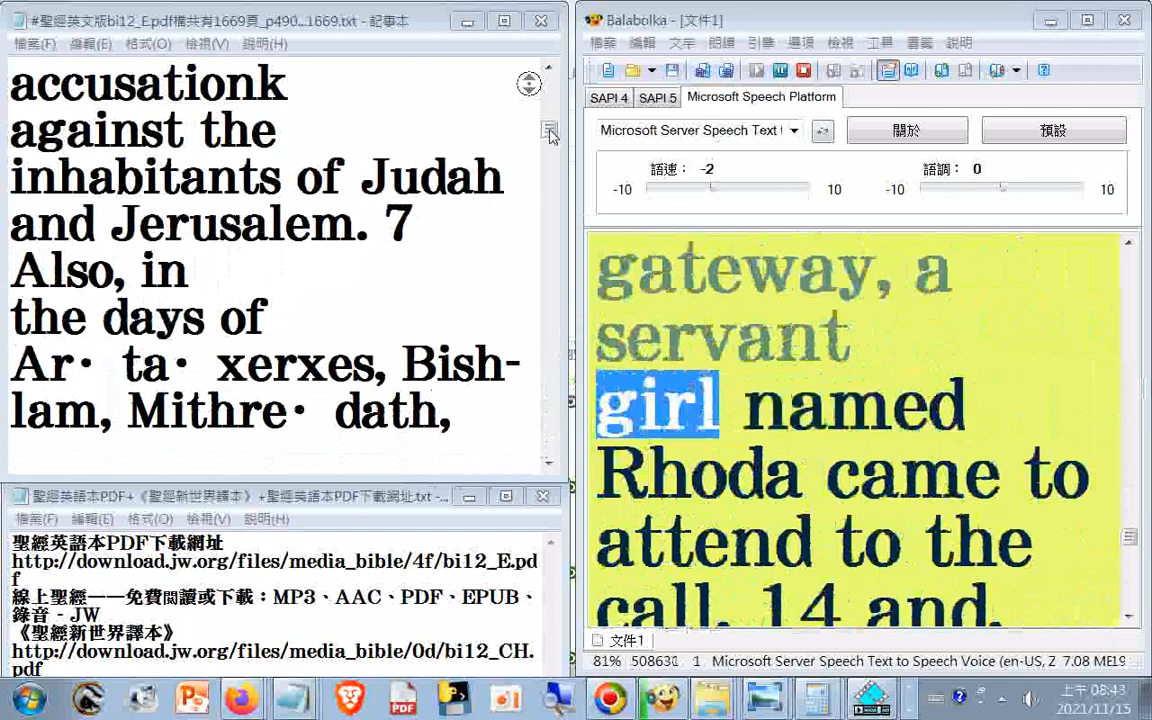 #聖經英文版bi12_E.pdf檔共有1669頁_p490...1669.txt - 記事本
檔案(F) 編輯(E) 格式(O) 檢視(V) 說明(H)
accusationk
against the
inhabitants of Judah
and Jerusalem. 7
Also, in
the days of
Ar· ta· xerxes, Bish-
lam, Mithre· dath,
聖經英語本PDF+《聖經新世界譯本》+聖經英語本PDF下載網址.txt -...
檔案(F) 編輯(E) 格式(O) 檢視(V) 說明(H)
聖經英語本PDF下載網址
http://download.jw.org/files/media_bible/4f/bi12_E.pd
f
線上聖經──免費閱讀或下載：MP3、AAC、PDF、EPUB、
錄音 - JW
《聖經新世界譯本》
http://download.jw.org/files/media_bible/0d/bi12_CH.
pdf
Balabolka - [文件1]
檔案 編輯 文字 朗讀 引擎 選項 檢視 工具 書籤 說明
SAPI 4 SAPI 5 Microsoft Speech Platform
Microsoft Server Speech Text 關於 預設
語速： -2 語調： 0
-10 10 -10 10
gateway, a
servant
girl named
Rhoda came to
attend to the
call. 14 and,
文件1
81% 508631 1 Microsoft Server Speech Text to Speech Voice (en-US, Z 7.08 ME19
上午 08:43
2021/11/15